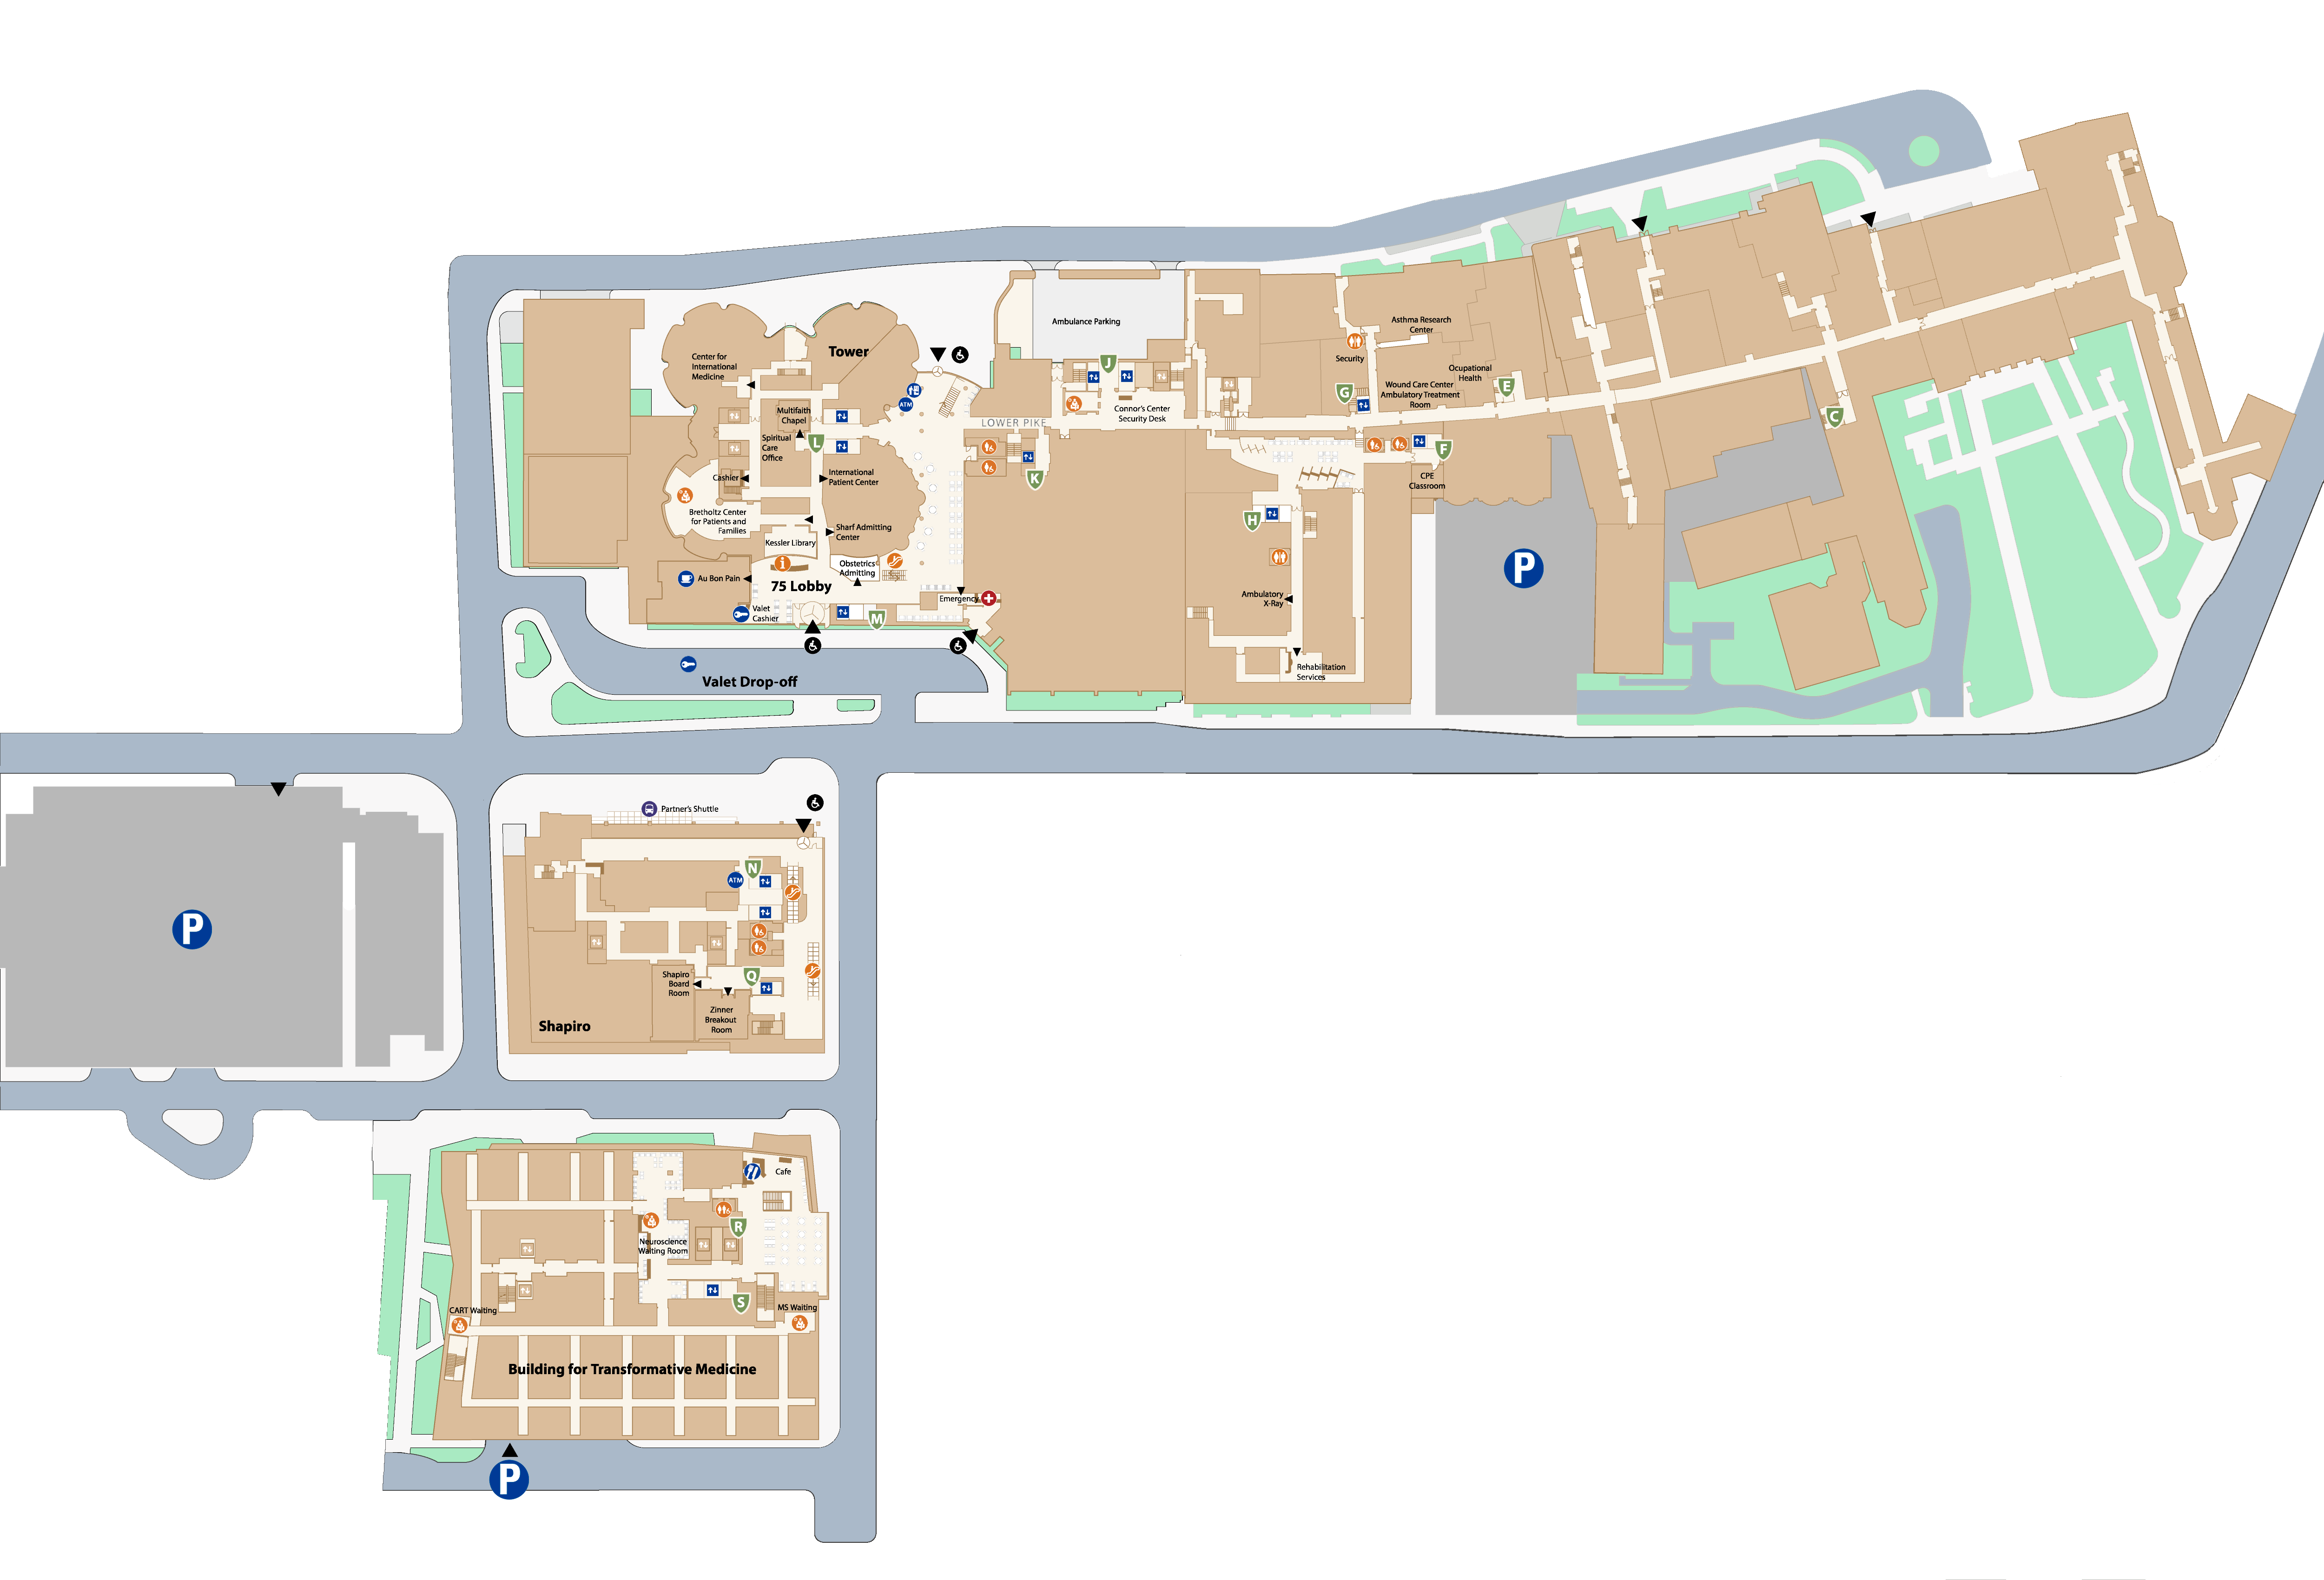 Ambulance Parking
Asthma Research
Center
Tower
Center for
International
Medicine
Security
Ocupational
Health
J
E
Wound Care Center
Ambulatory Treatment
Room
G
ATM
Connor's Center
Security Desk
Multifaith
Chapel
C
LOWER PIKE
L
Spiritual
Care
Office
F
Cashier
International
Patient Center
K
CPE
Classroom
Bretholtz Center
for Patients and
Families
H
Sharf Admitting
Center
Kessler Library
i
Obstetrics
Admitting
P
Au Bon Pain
75 Lobby
Emergency
Ambulatory
X-Ray
Valet
Cashier
M
Rehabilitation
Services
Valet Drop-off
Partner's Shuttle
N
ATM
P
Q
Shapiro
Board
Room
Zinner
Breakout
Room
Shapiro
Cafe
R
Neuroscience
Waiting Room
S
CART Waiting
MS Waiting
Building for Transformative Medicine
P